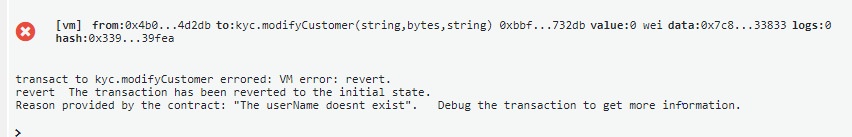 [vm] from:0x4b0...4d2db to:kyc.modifyCustomer(string,bytes,string) 0xbbf...732db value:0 wei data:0x7c8...33833 logs:0
hash:0x339...39fea
transact to kyc.modifyCustomer errored: VM error: revert.
revert The transaction has been reverted to the initial state.
Reason provided by the contract: "The userName doesnt exist". Debug the transaction to get more information.
>